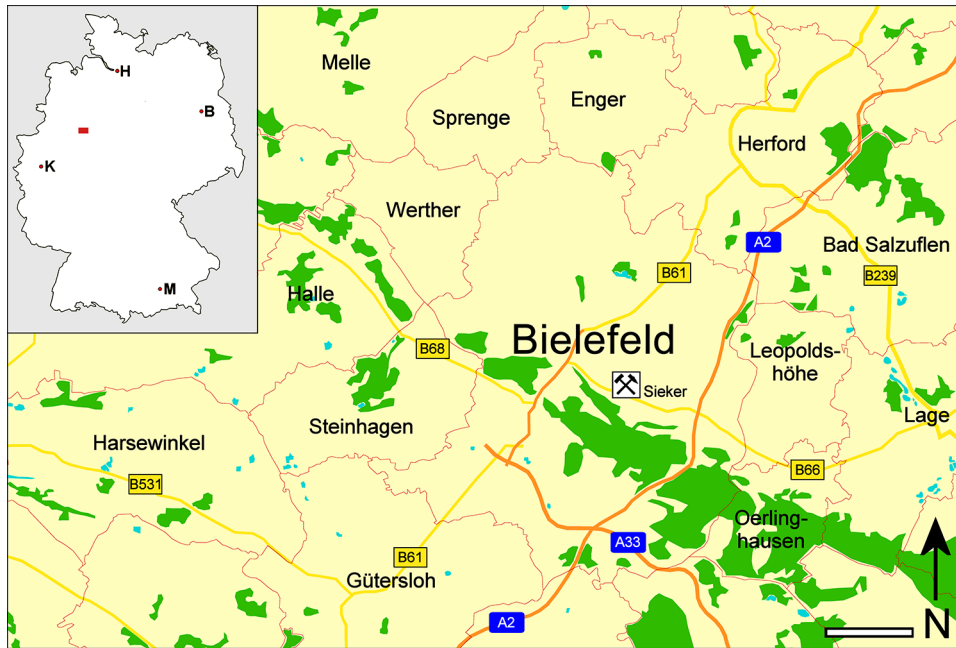 H
B
K
M
Melle
Sprenge
Enger
Herford
Werther
A2
Bad Salzuflen
B61
B239
Halle
Bielefeld
B68
Leopolds-
höhe
Sieker
Lage
Steinhagen
Harsewinkel
B66
B531
Oerling-
hausen
A33
B61
Gütersloh
A2
N